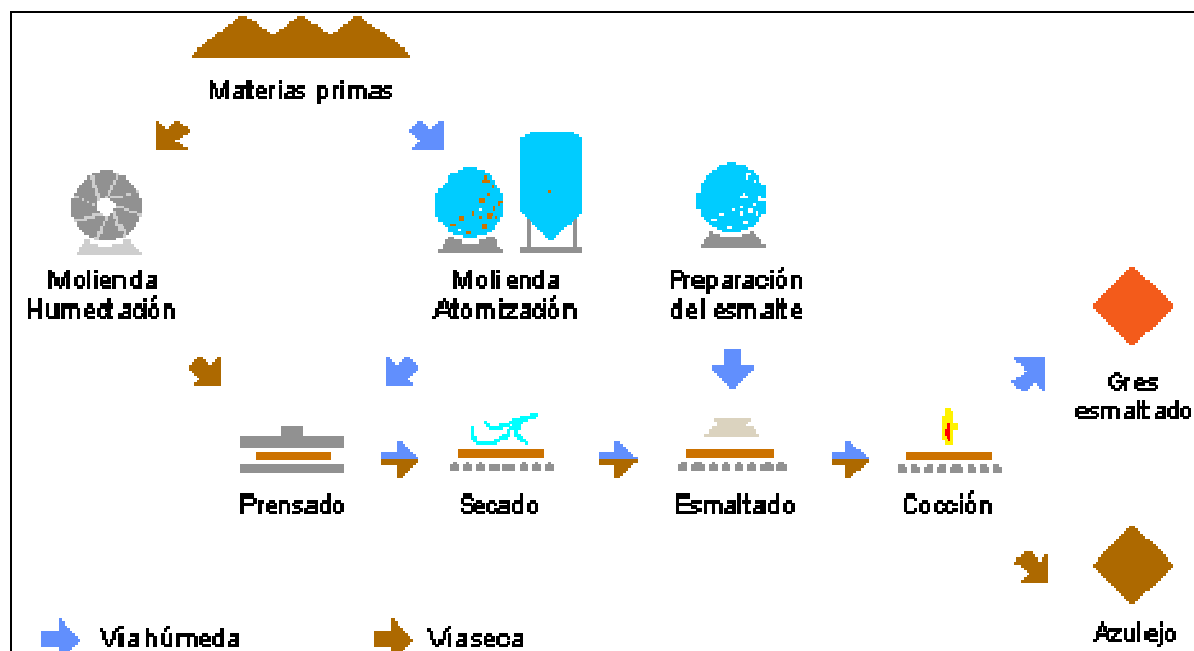 Materias primas
Molienda
Humectación
Molienda
Atomización
Preparación
del esmalte
Gres
esmaltado
Prensado
Secado
Esmaltado
Cocción
Azulejo
Vía húmeda
Vía seca